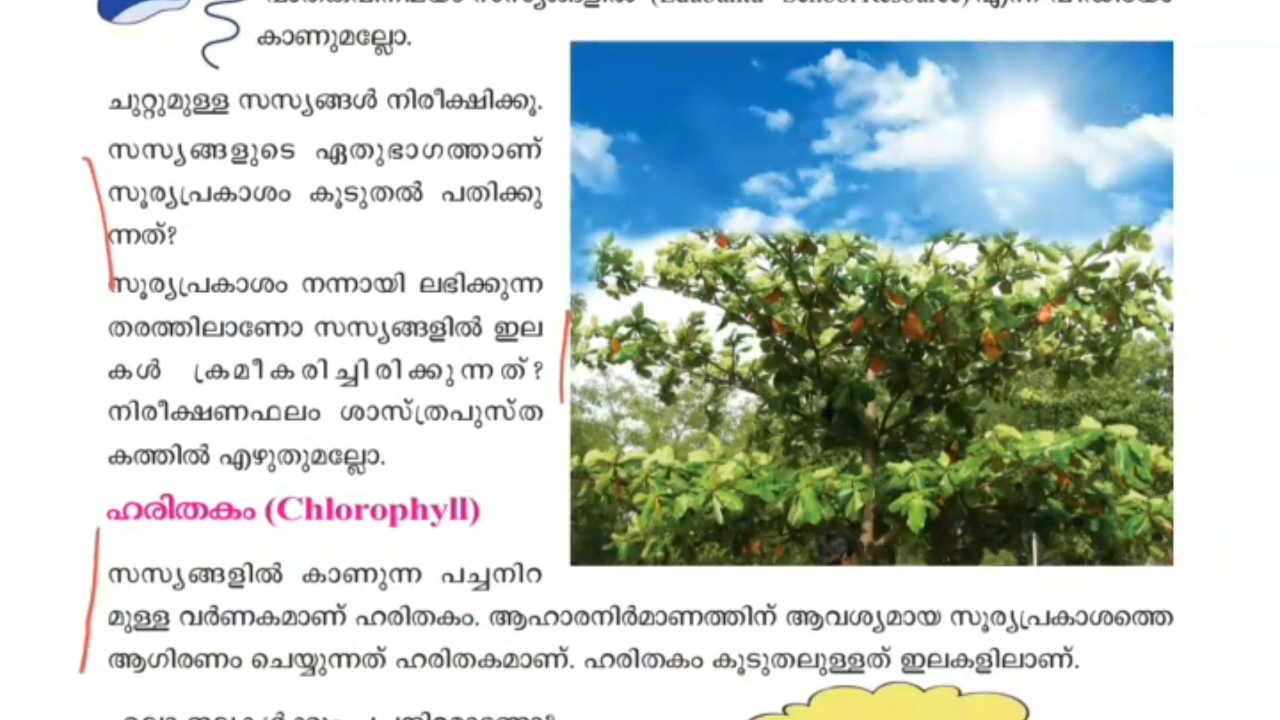 കാണുമല്ലോ.
ചുറ്റുമുള്ള സസ്യങ്ങൾ നിരീക്ഷിക്കൂ.
സസ്യങ്ങളുടെ ഏതുഭാഗത്താണ്
സൂര്യപ്രകാശം കൂടുതൽ പതിക്കു
ന്നത്?
സൂര്യപ്രകാശം നന്നായി ലഭിക്കുന്ന
തരത്തിലാണോ സസ്യങ്ങളിൽ ഇല
കൾ ക്രമീകരിച്ചിരിക്കുന്നത്?
നിരീക്ഷണഫലം ശാസ്ത്രപുസ്ത
കത്തിൽ എഴുതുമല്ലോ.
ഹരിതകം (Chlorophyll)
സസ്യങ്ങളിൽ കാണുന്ന പച്ചനിറ
മുള്ള വർണകമാണ് ഹരിതകം. ആഹാരനിർമാണത്തിന് ആവശ്യമായ സൂര്യപ്രകാശത്തെ
ആഗിരണം ചെയ്യുന്നത് ഹരിതകമാണ്. ഹരിതകം കൂടുതലുള്ളത് ഇലകളിലാണ്.